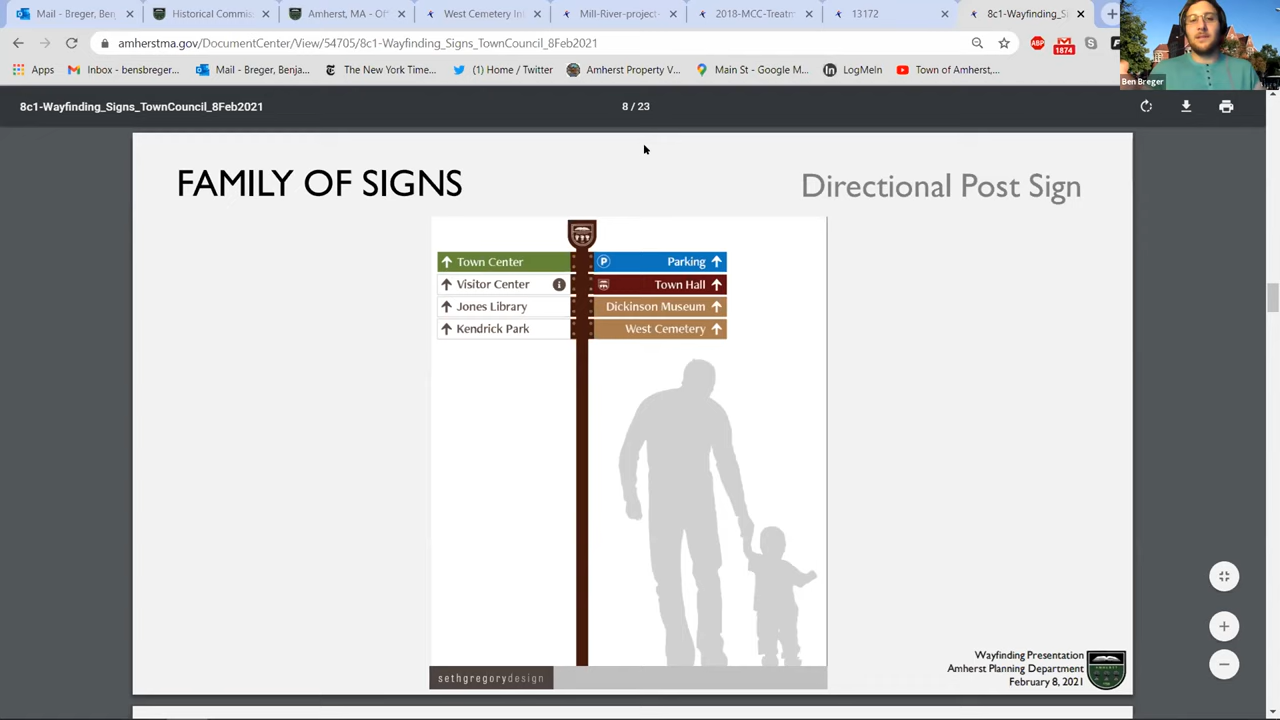 Mail - Breger, Benj
Historical Commis
Amherst, MA - Of
West Cemetery in
Mill-River-project-
2018-MCC-Treatm
13172
8c1-Wayfinding_Sig
amherstma.gov/DocumentCenter/View/54705/8c1-Wayfinding_Signs_TownCouncil_8Feb2021
ABP
1874
Apps
Inbox - bensbreger...
Mail - Breger, Benja...
The New York Time...
(1) Home / Twitter
Amherst Property V...
Main St - Google M...
LogMeIn
Town of Amherst,...
Ben Breger
8c1-Wayfinding_Signs_TownCouncil_8Feb2021
8 / 23
FAMILY OF SIGNS
Directional Post Sign
Town Center
P Parking
Visitor Center i
Town Hall
Jones Library
Dickinson Museum
Kendrick Park
West Cemetery
sethgregorydesign
Wayfinding Presentation
Amherst Planning Department
February 8, 2021